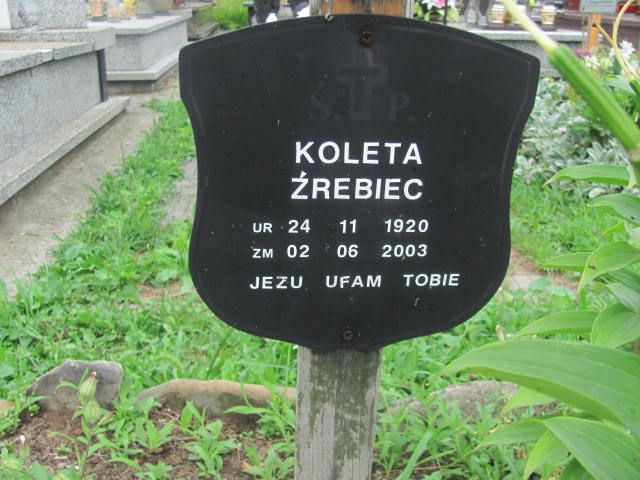 Ś. P.
KOLETA
ŹREBIEC
UR 24 11 1920
ZM 02 06 2003
JEZU UFAM TOBIE